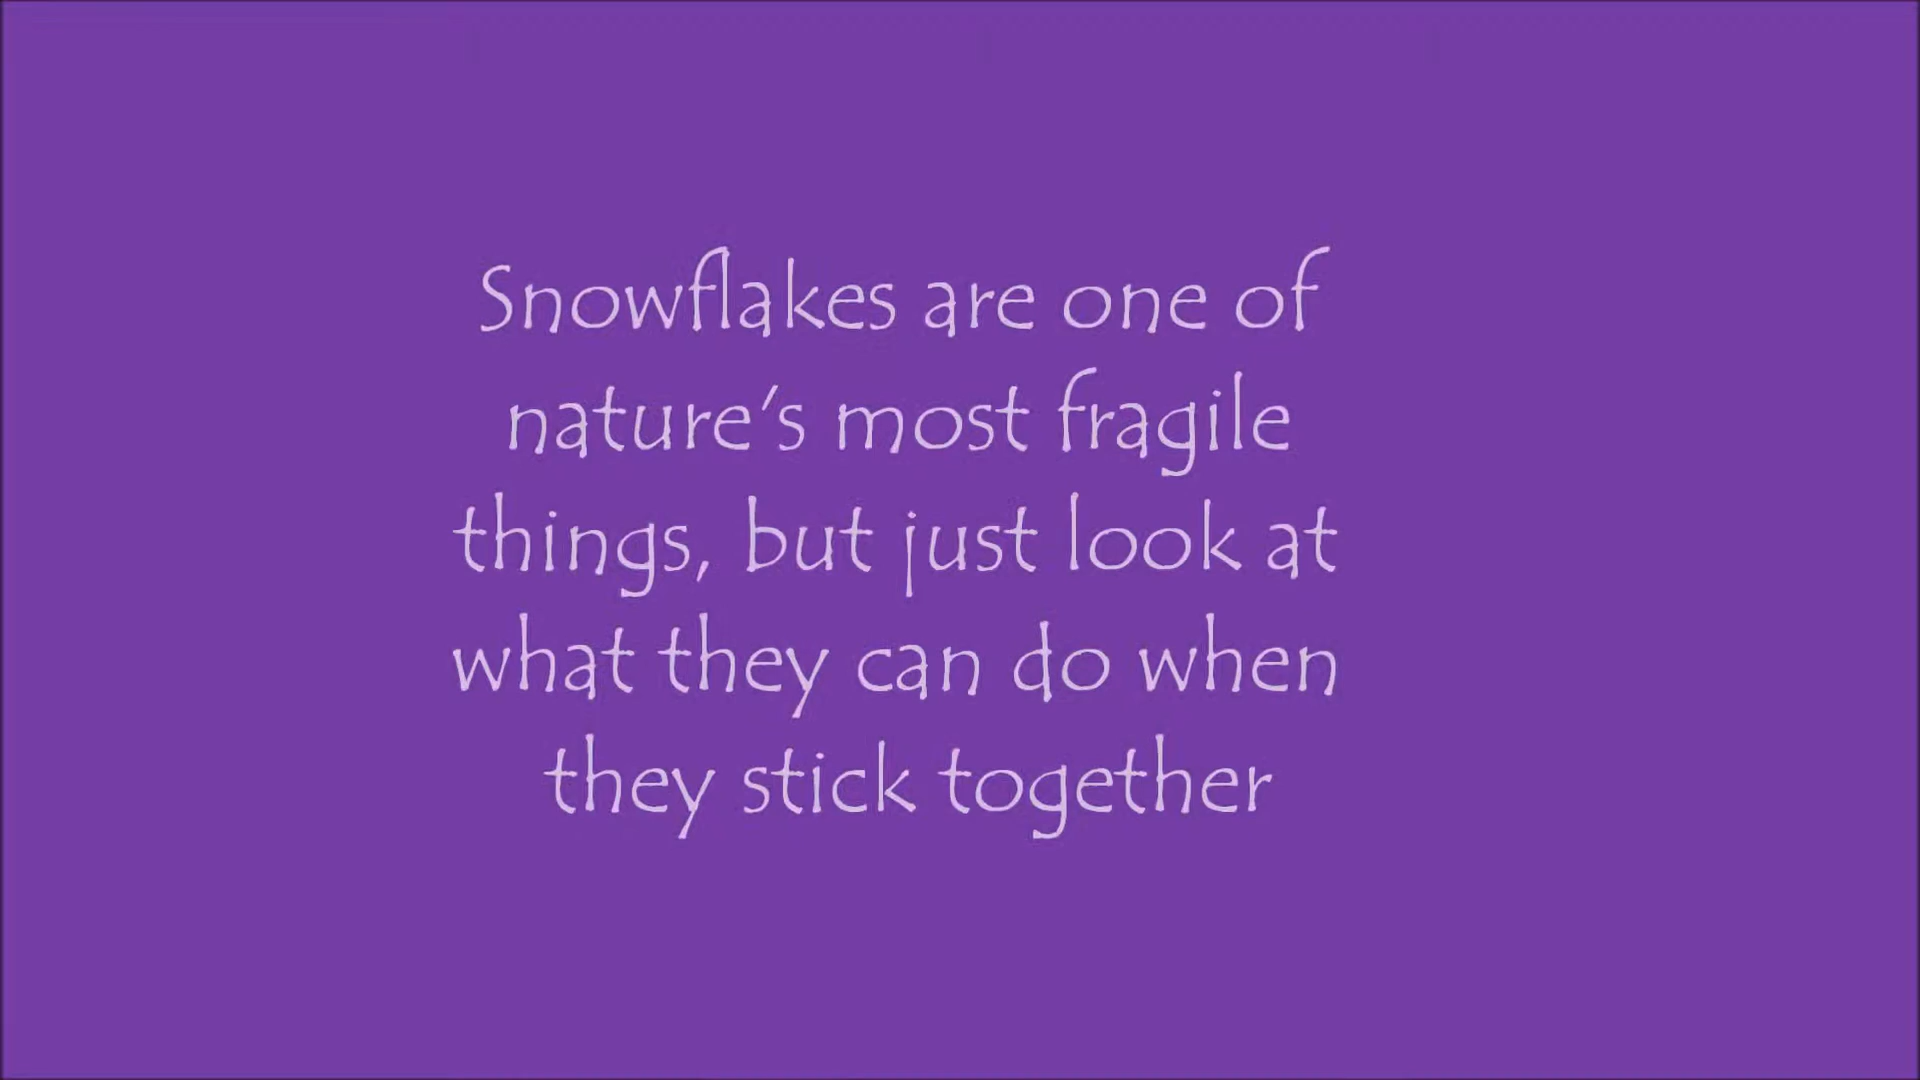 Snowflakes are one of
nature's most fragile
things, but just look at
what they can do when
they stick together